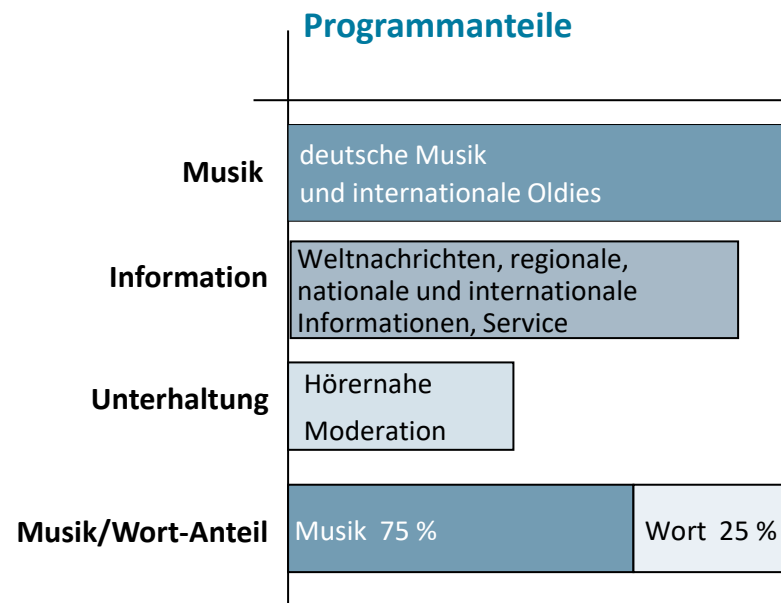 Programmanteile
Musik
deutsche Musik
und internationale Oldies
Information
Weltnachrichten, regionale,
nationale und internationale
Informationen, Service
Unterhaltung
Hörernahe
Moderation
Musik/Wort-Anteil
Musik 75 %
Wort 25 %